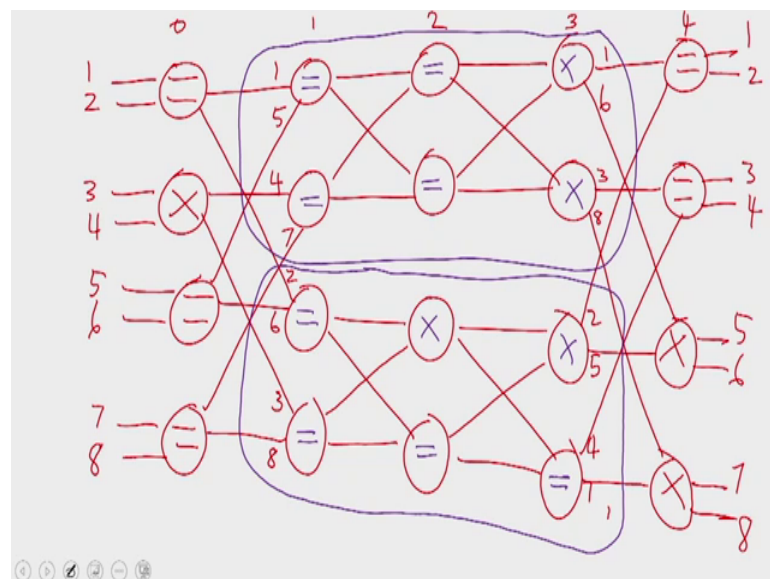 0 1 2 3 4
1 = 1 = = × 1 = 1
2 5 6 2
3 × 4 = = × 3 = 3
4 7 8 4
5 = 2 = × × 2 × 5
6 6 5 6
7 = 3 = = = 4 × 7
8 8 7 8